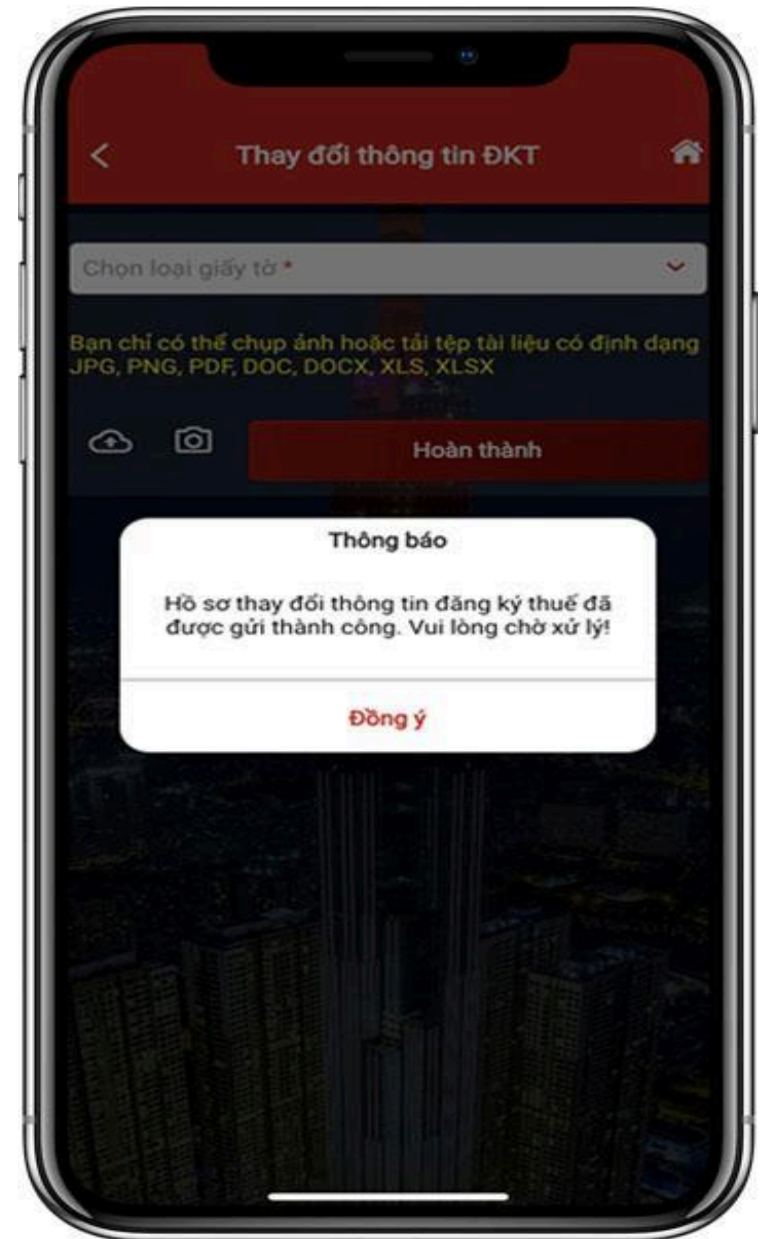 Thay đổi thông tin ĐKT
Chọn loại giấy tờ *
Bạn chỉ có thể chụp ảnh hoặc tải tệp tài liệu có định dạng
JPG, PNG, PDF, DOC, DOCX, XLS, XLSX
Hoàn thành
Thông báo
Hồ sơ thay đổi thông tin đăng ký thuế đã
được gửi thành công. Vui lòng chờ xử lý!
Đồng ý